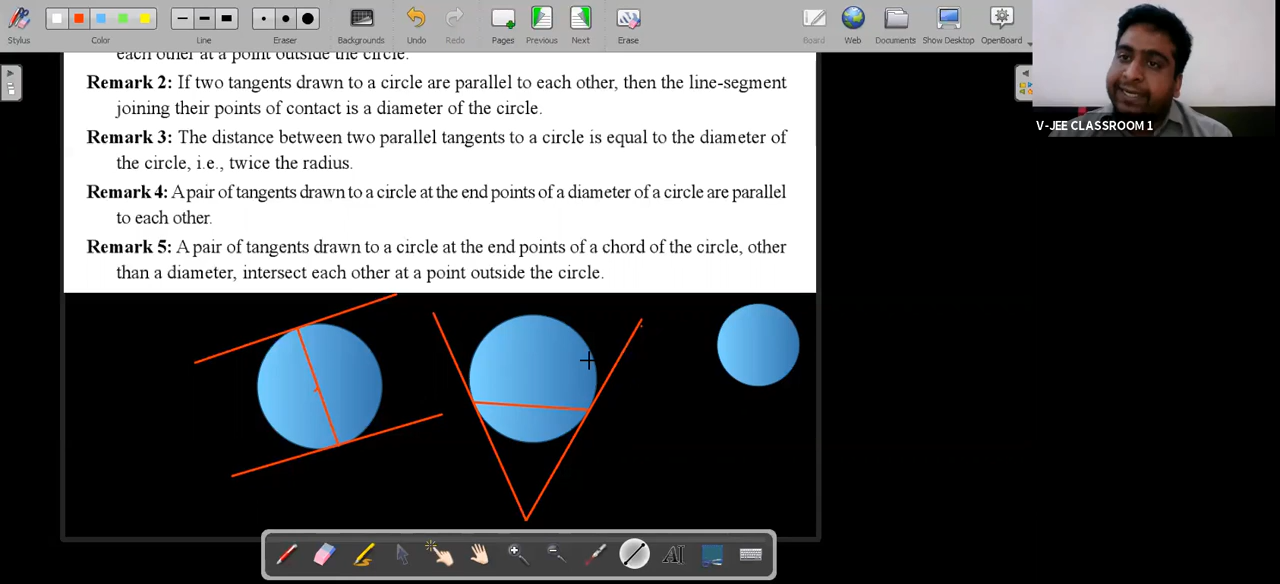 Stylus
Color
Line
Eraser
Backgrounds
Undo
Redo
Pages
Previous
Next
Erase
Board
Web
Documents
Show Desktop
OpenBoard
V-JEE CLASSROOM 1
each other at a point outside the circle.
Remark 2: If two tangents drawn to a circle are parallel to each other, then the line-segment
joining their points of contact is a diameter of the circle.
Remark 3: The distance between two parallel tangents to a circle is equal to the diameter of
the circle, i.e., twice the radius.
Remark 4: A pair of tangents drawn to a circle at the end points of a diameter of a circle are parallel
to each other.
Remark 5: A pair of tangents drawn to a circle at the end points of a chord of the circle, other
than a diameter, intersect each other at a point outside the circle.
AI